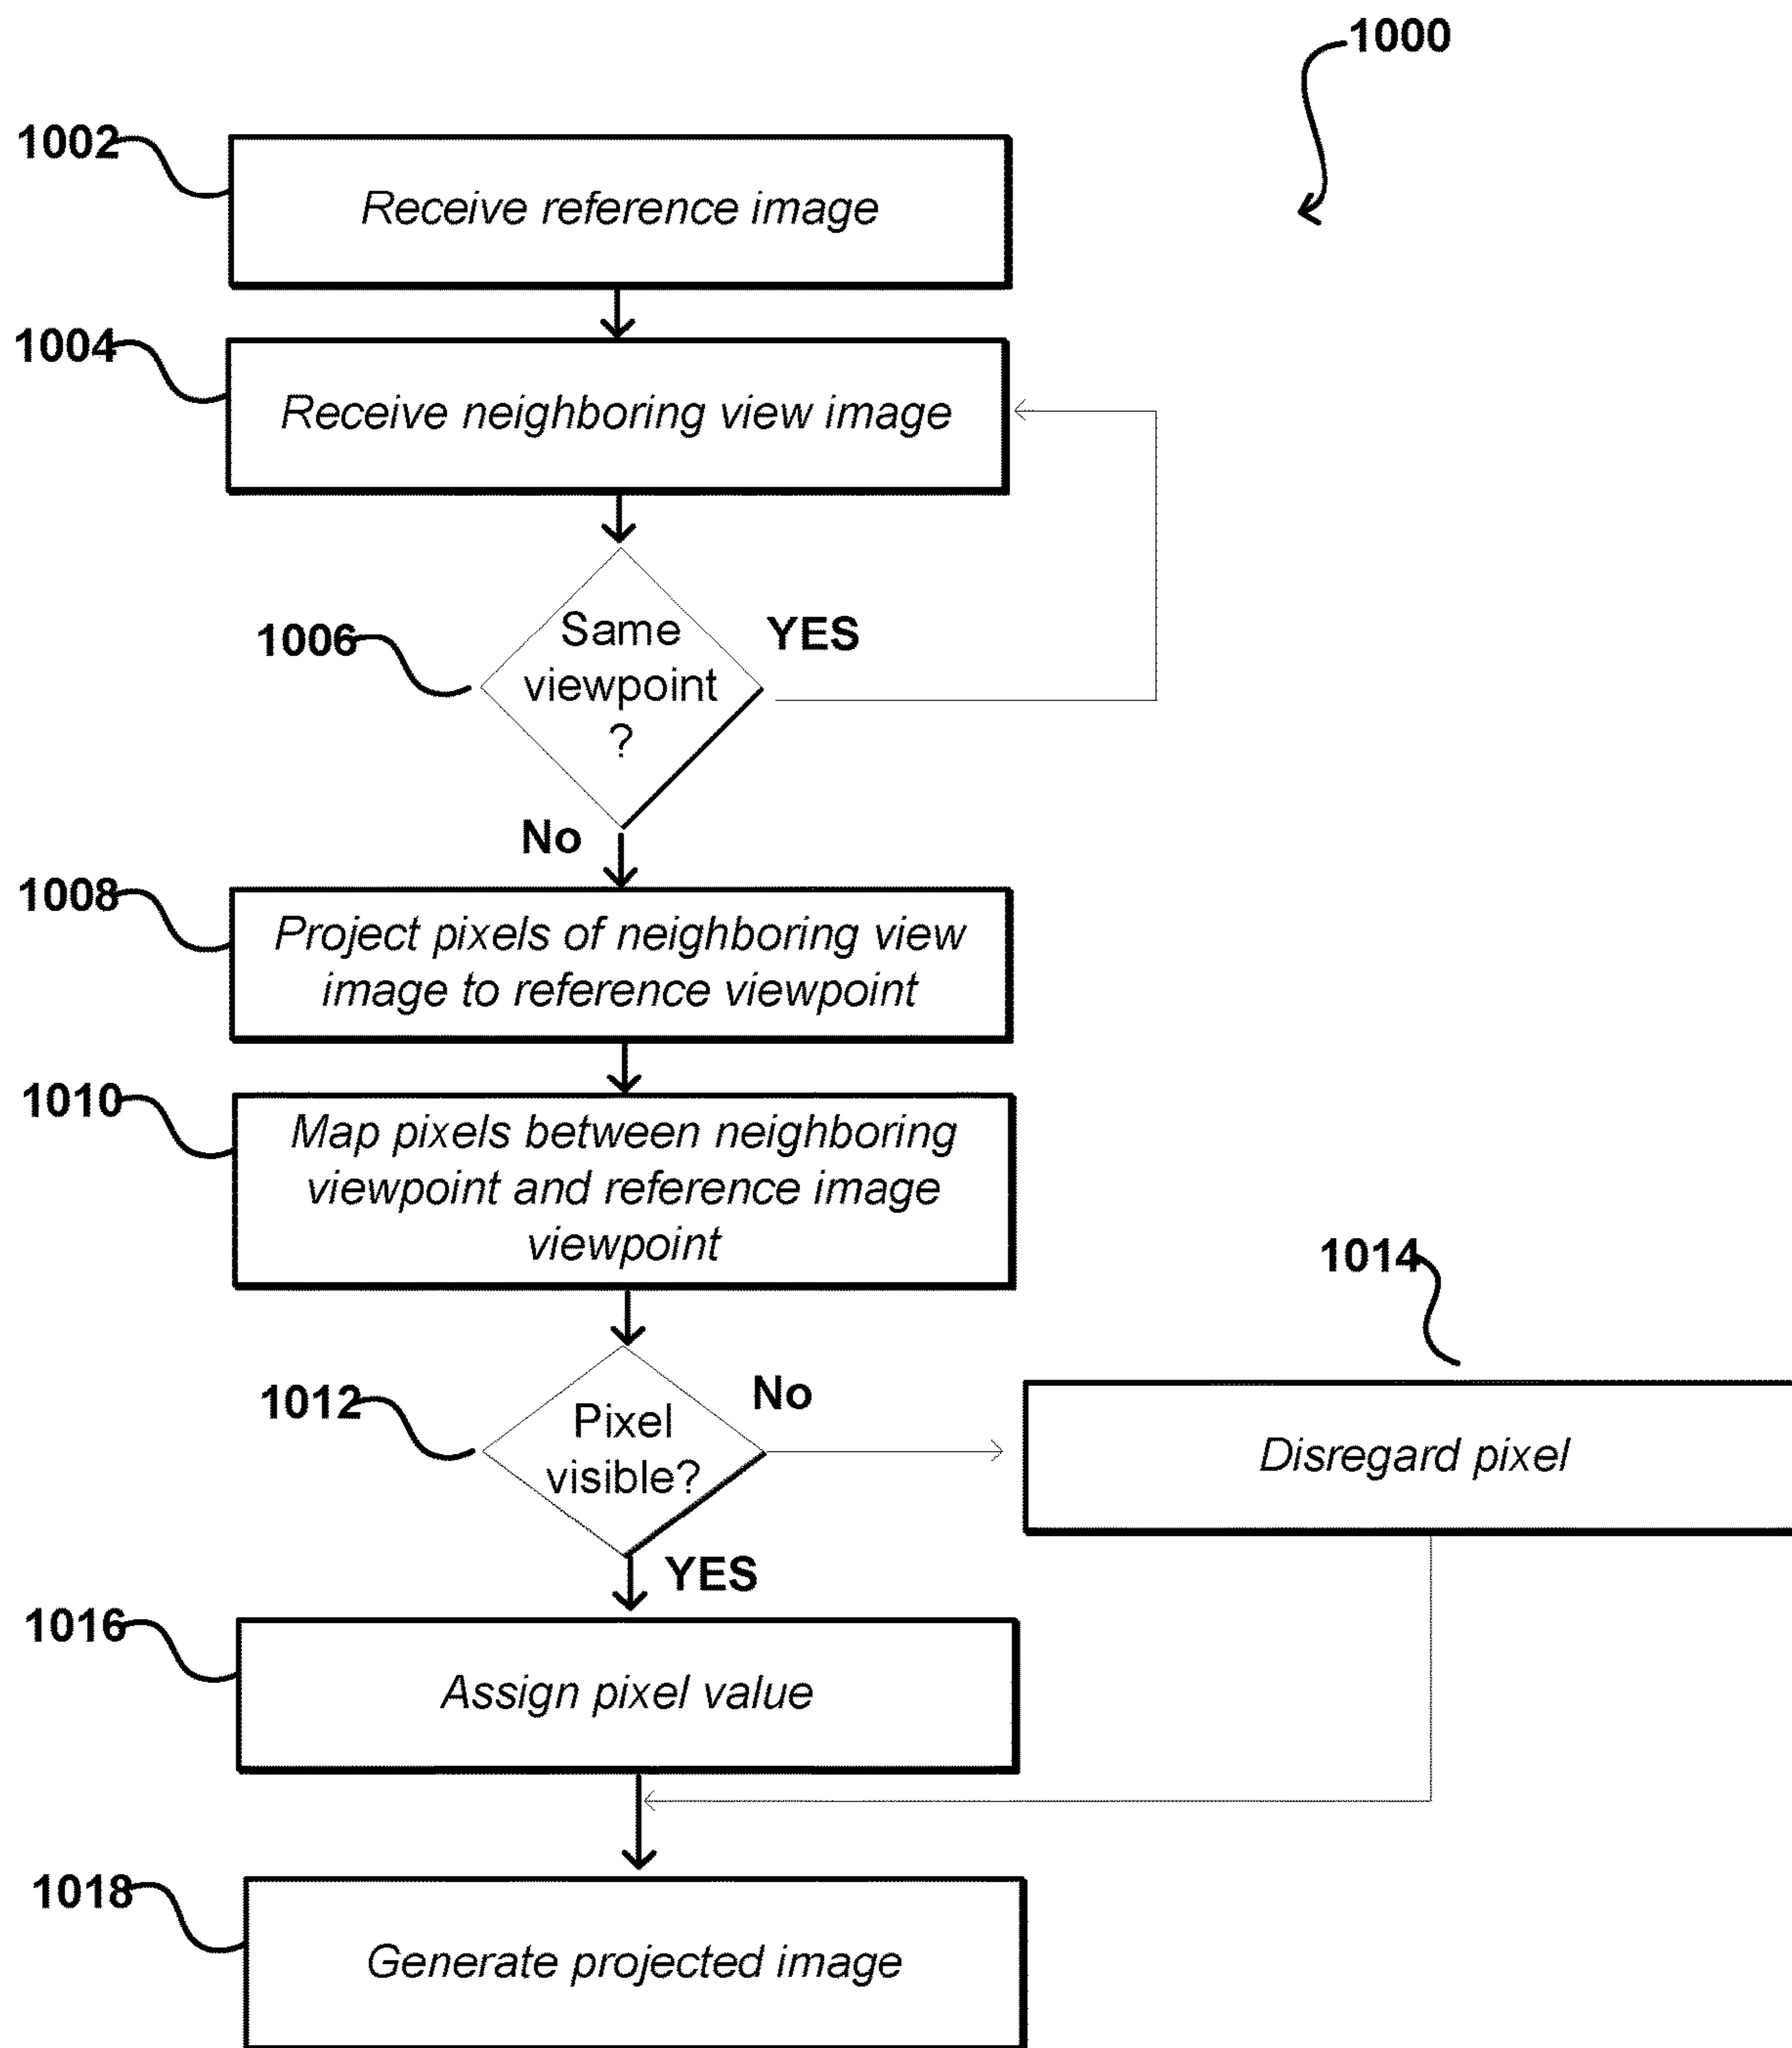 1000
1002
Receive reference image
1004
Receive neighboring view image
1006
Same
viewpoint
?
YES
No
1008
Project pixels of neighboring view
image to reference viewpoint
1010
Map pixels between neighboring
viewpoint and reference image
viewpoint
1012
Pixel
visible?
No
1014
Disregard pixel
YES
1016
Assign pixel value
1018
Generate projected image